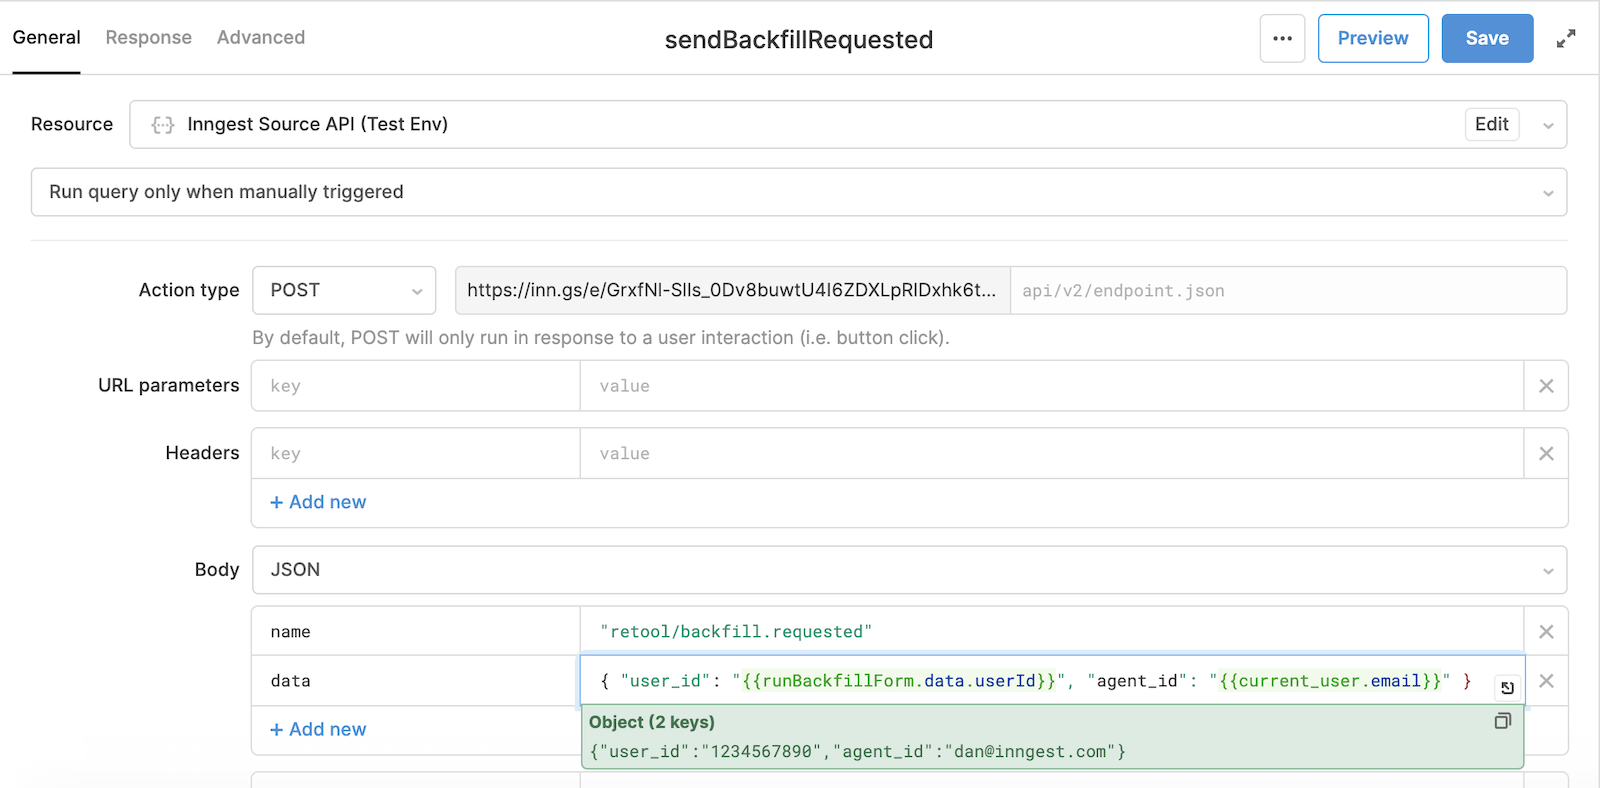 General Response Advanced sendBackfillRequested ••• Preview Save
Resource Inngest Source API (Test Env) Edit
Run query only when manually triggered
Action type POST https://inn.gs/e/GrxfNI-SlIs_0Dv8buwtU4I6ZDXLpRIDxhk6t... api/v2/endpoint.json
By default, POST will only run in response to a user interaction (i.e. button click).
URL parameters key value
Headers key value
+ Add new
Body JSON
name "retool/backfill.requested"
data { "user_id": "{{runBackfillForm.data.userId}}", "agent_id": "{{current_user.email}}" }
+ Add new
Object (2 keys)
{"user_id":"1234567890","agent_id":"dan@inngest.com"}